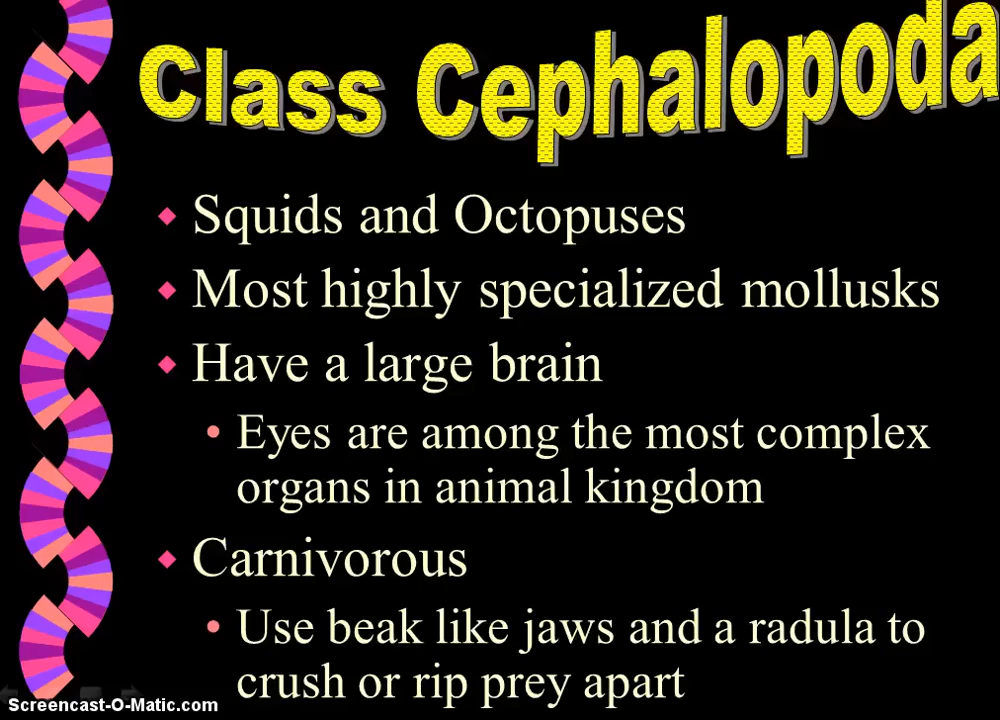 Class Cephalopoda
Squids and Octopuses
Most highly specialized mollusks
Have a large brain
Eyes are among the most complex
organs in animal kingdom
Carnivorous
Use beak like jaws and a radula to
crush or rip prey apart
Screencast-O-Matic.com